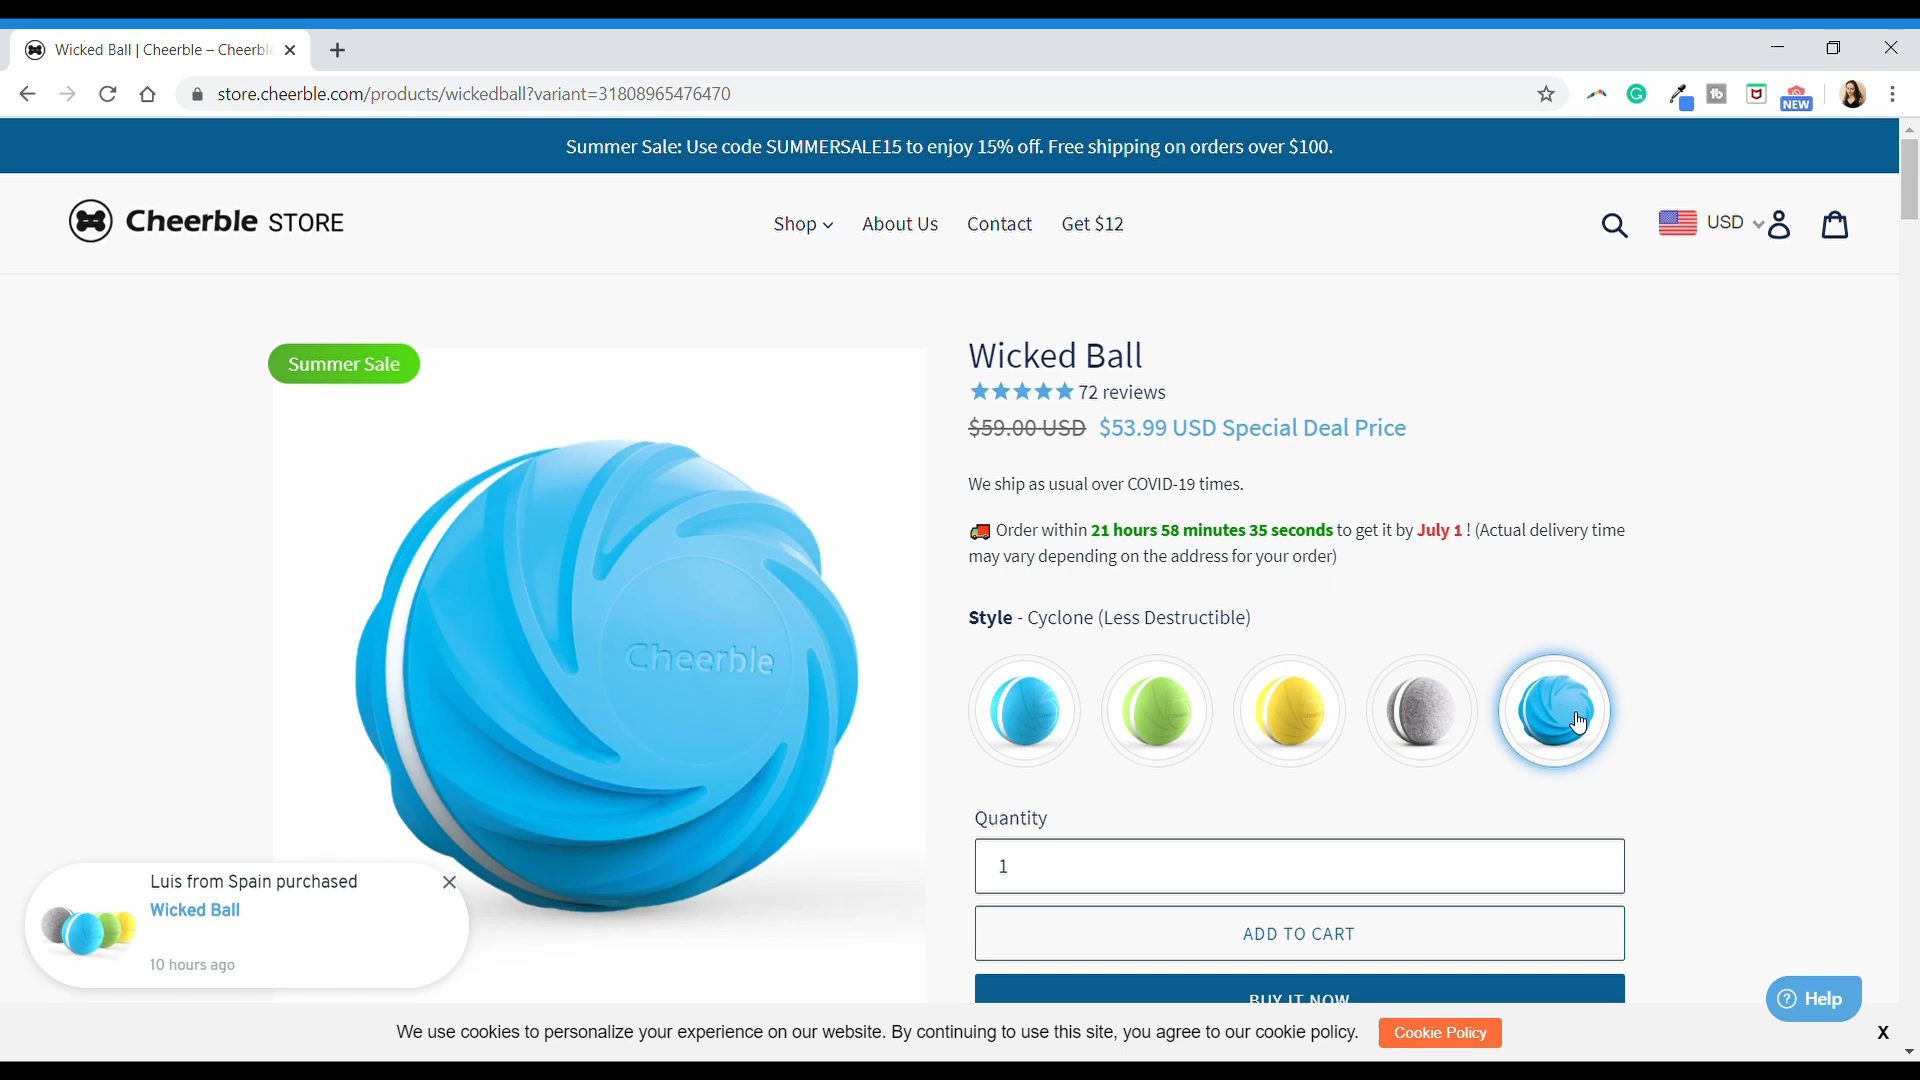 Wicked Ball | Cheerble – Cheerble
store.cheerble.com/products/wickedball?variant=31808965476470
NEW
Summer Sale: Use code SUMMERSALE15 to enjoy 15% off. Free shipping on orders over $100.
Cheerble STORE
Shop About Us Contact Get $12
USD
Summer Sale
Cheerble
Wicked Ball
72 reviews
$59.00 USD $53.99 USD Special Deal Price
We ship as usual over COVID-19 times.
Order within 21 hours 58 minutes 35 seconds to get it by July 1 ! (Actual delivery time
may vary depending on the address for your order)
Style - Cyclone (Less Destructible)
Quantity
1
ADD TO CART
BUY IT NOW
Luis from Spain purchased
Wicked Ball
10 hours ago
Help
We use cookies to personalize your experience on our website. By continuing to use this site, you agree to our cookie policy. Cookie Policy X